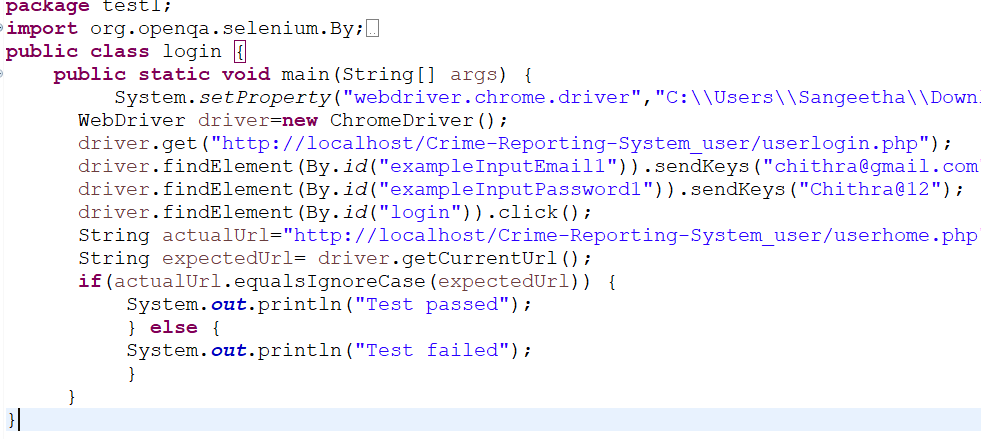 package test1;
import org.openqa.selenium.By;
public class login {
public static void main(String[] args) {
System.setProperty("webdriver.chrome.driver","C:\\Users\\Sangeetha\\Downl
WebDriver driver=new ChromeDriver();
driver.get("http://localhost/Crime-Reporting-System_user/userlogin.php");
driver.findElement(By.id("exampleInputEmail1")).sendKeys("chithra@gmail.com"
driver.findElement(By.id("exampleInputPassword1")).sendKeys("Chithra@12");
driver.findElement(By.id("login")).click();
String actualUrl="http://localhost/Crime-Reporting-System_user/userhome.php"
String expectedUrl= driver.getCurrentUrl();
if(actualUrl.equalsIgnoreCase(expectedUrl)) {
System.out.println("Test passed");
} else {
System.out.println("Test failed");
}
}
}